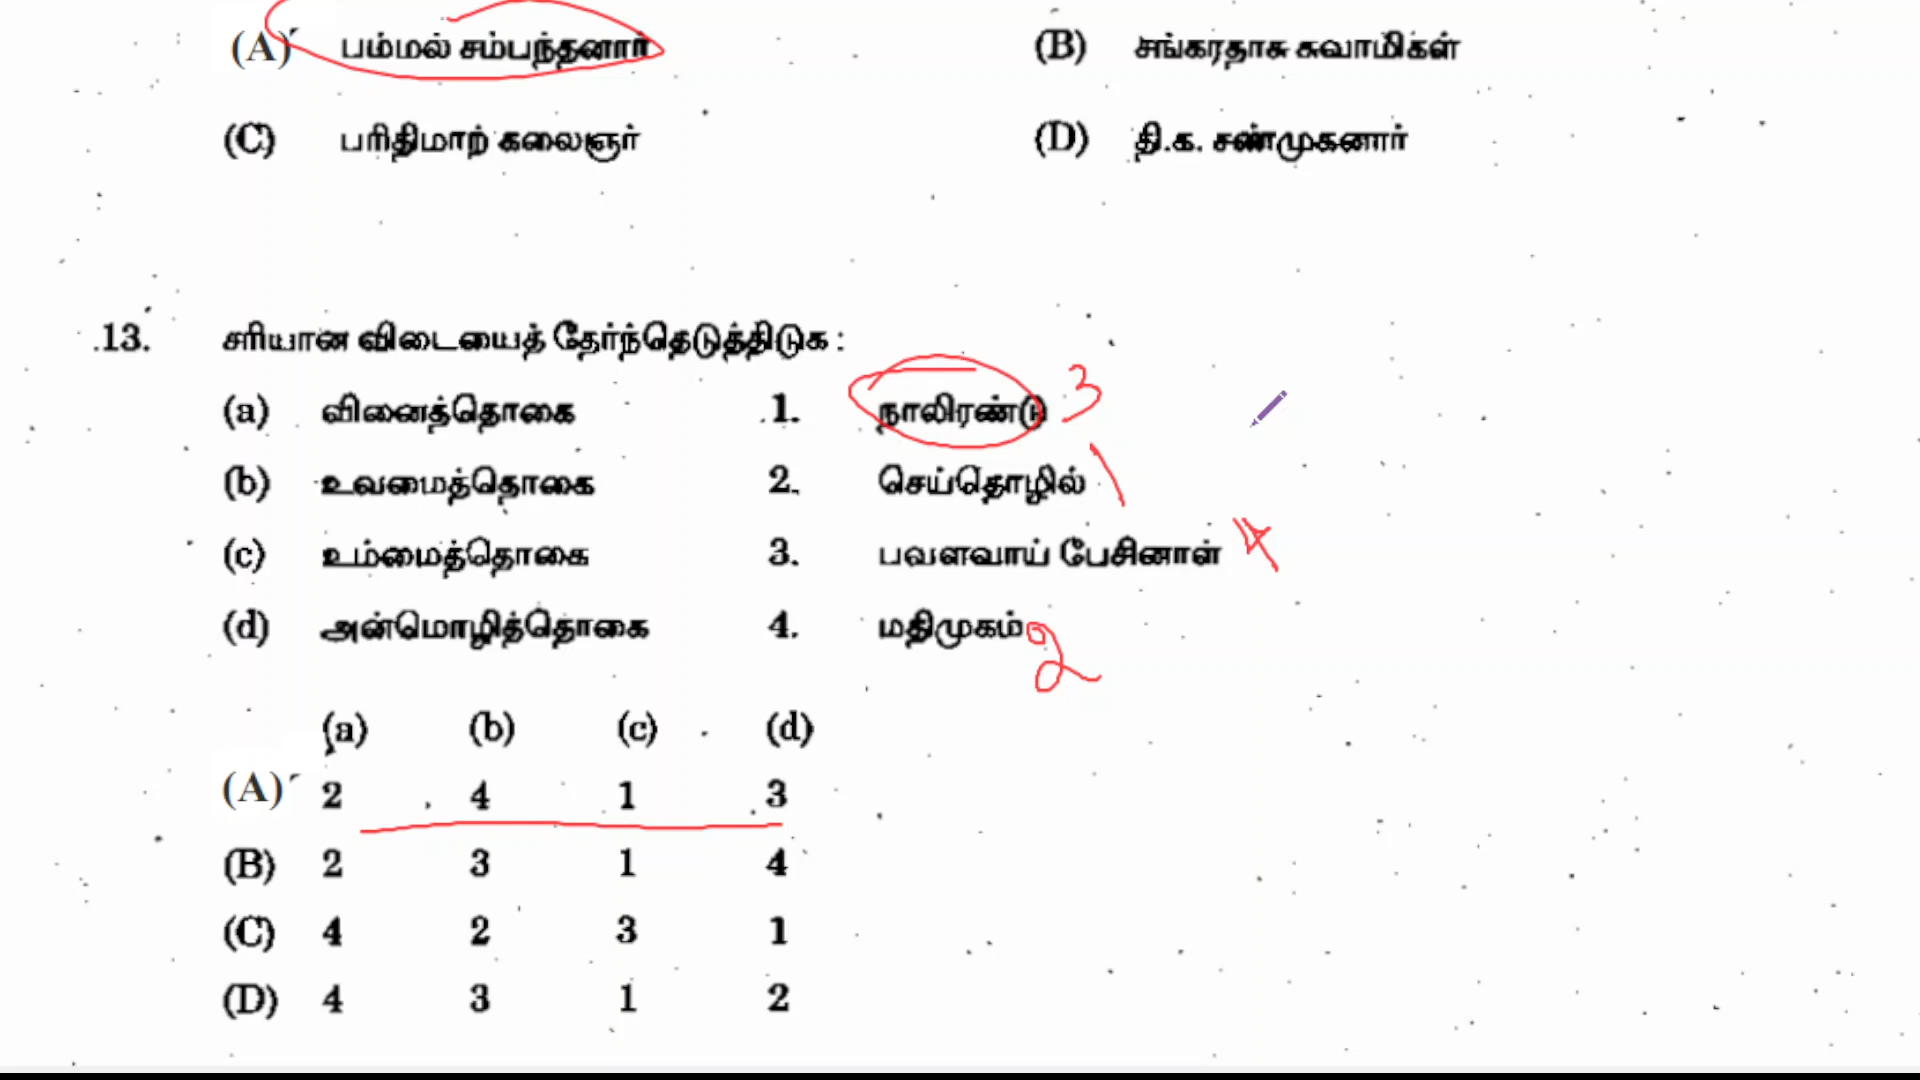 (A) பம்மல் சம்பந்தனார் (B) சங்கரதாசு சுவாமிகள்
(C) பரிதிமாற் கலைஞர் (D) தி.க. சண்முகனார்
13. சரியான விடையைத் தேர்ந்தெடுத்திடுக :
(a) வினைத்தொகை 1. நாலிரண்டு 3
(b) உவமைத்தொகை 2. செய்தொழில் 1
(c) உம்மைத்தொகை 3. பவளவாய் பேசினாள் 4
(d) அன்மொழித்தொகை 4. மதிமுகம் 2
(a) (b) (c) (d)
(A) 2 4 1 3
(B) 2 3 1 4
(C) 4 2 3 1
(D) 4 3 1 2